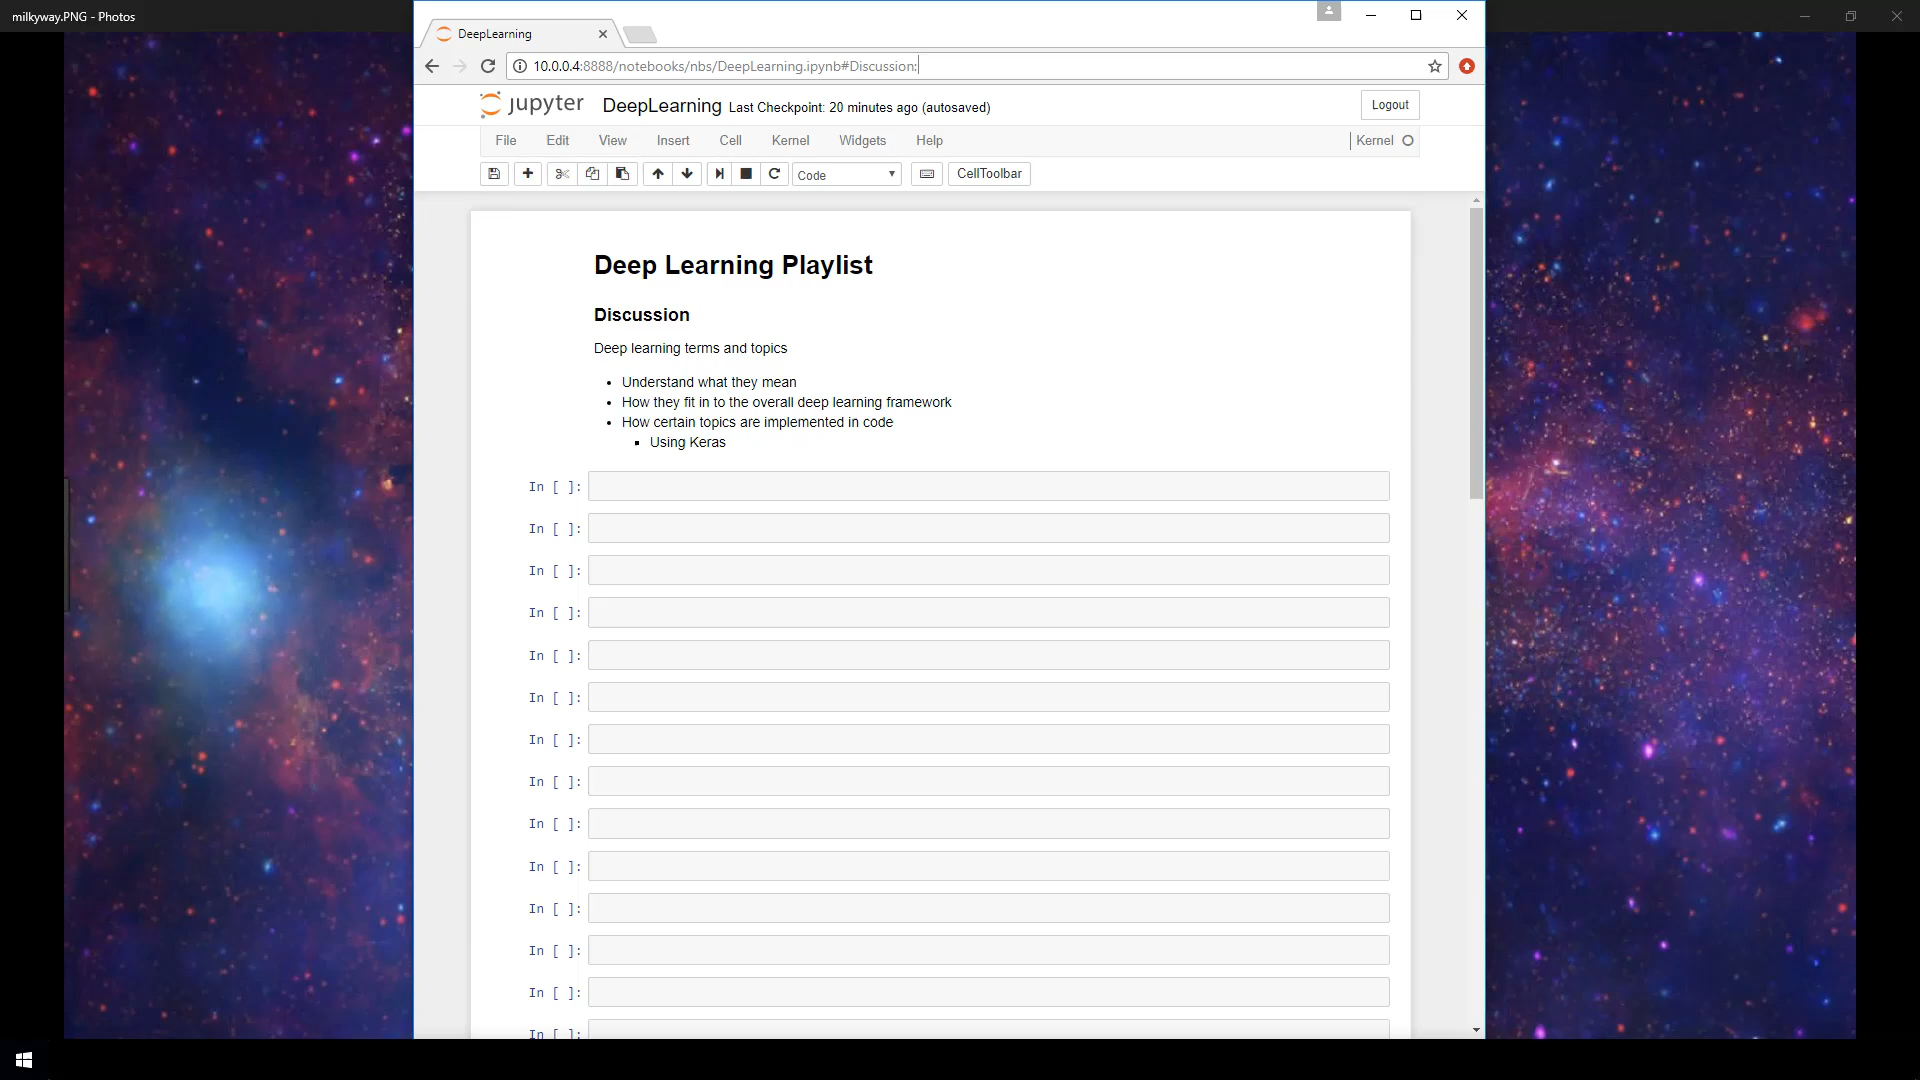 milkyway.PNG - Photos
DeepLearning
10.0.0.4:8888/notebooks/nbs/DeepLearning.ipynb#Discussion:
jupyter DeepLearning Last Checkpoint: 20 minutes ago (autosaved) Logout
File Edit View Insert Cell Kernel Widgets Help Kernel
Code CellToolbar
Deep Learning Playlist
Discussion
Deep learning terms and topics
• Understand what they mean
• How they fit in to the overall deep learning framework
• How certain topics are implemented in code
▪ Using Keras
In [ ]:
In [ ]:
In [ ]:
In [ ]:
In [ ]:
In [ ]:
In [ ]:
In [ ]:
In [ ]:
In [ ]:
In [ ]:
In [ ]:
In [ ]:
In [ ]: